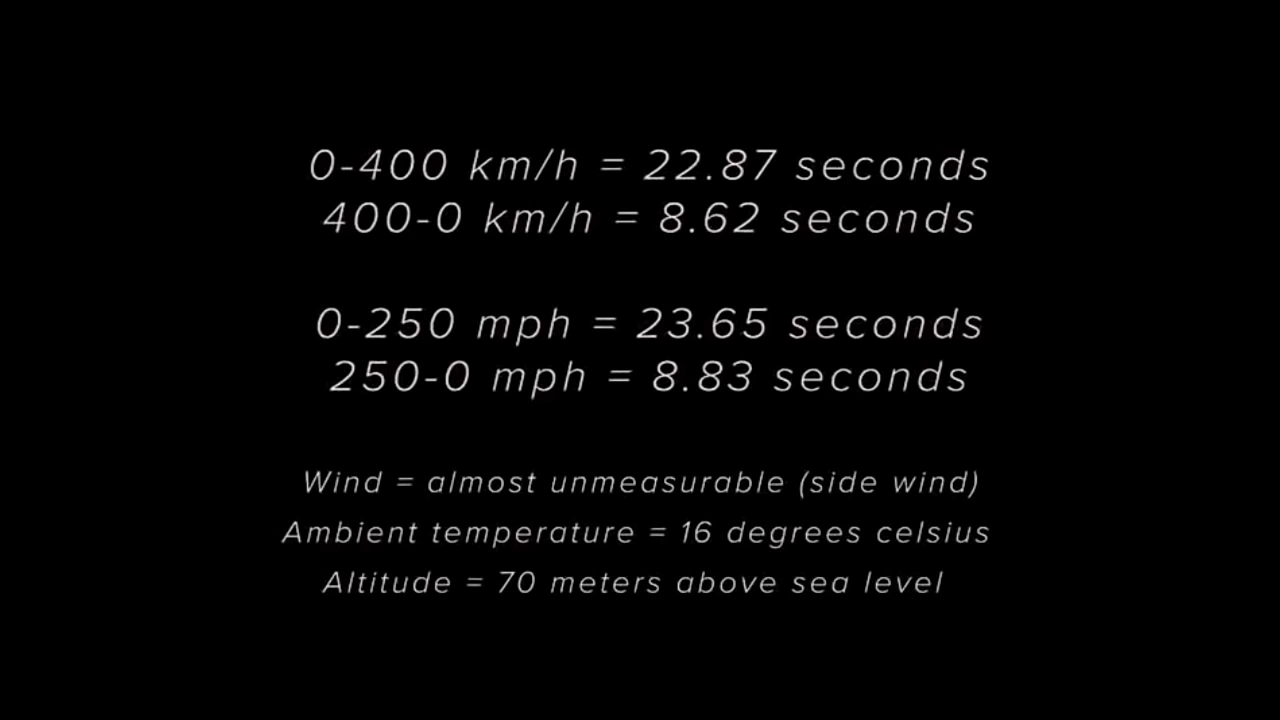 0-400 km/h = 22.87 seconds
400-0 km/h = 8.62 seconds
0-250 mph = 23.65 seconds
250-0 mph = 8.83 seconds
Wind = almost unmeasurable (side wind)
Ambient temperature = 16 degrees celsius
Altitude = 70 meters above sea level